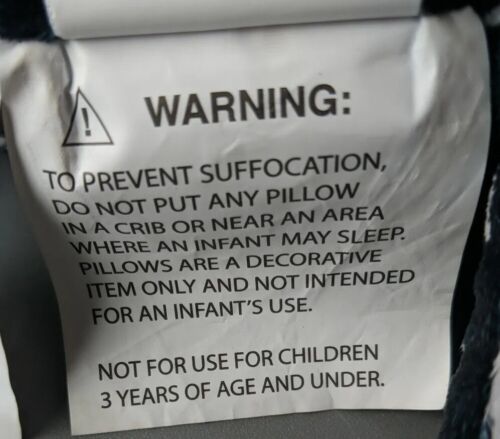 WARNING:
TO PREVENT SUFFOCATION,
DO NOT PUT ANY PILLOW
IN A CRIB OR NEAR AN AREA
WHERE AN INFANT MAY SLEEP.
PILLOWS ARE A DECORATIVE
ITEM ONLY AND NOT INTENDED
FOR AN INFANT'S USE.
NOT FOR USE FOR CHILDREN
3 YEARS OF AGE AND UNDER.